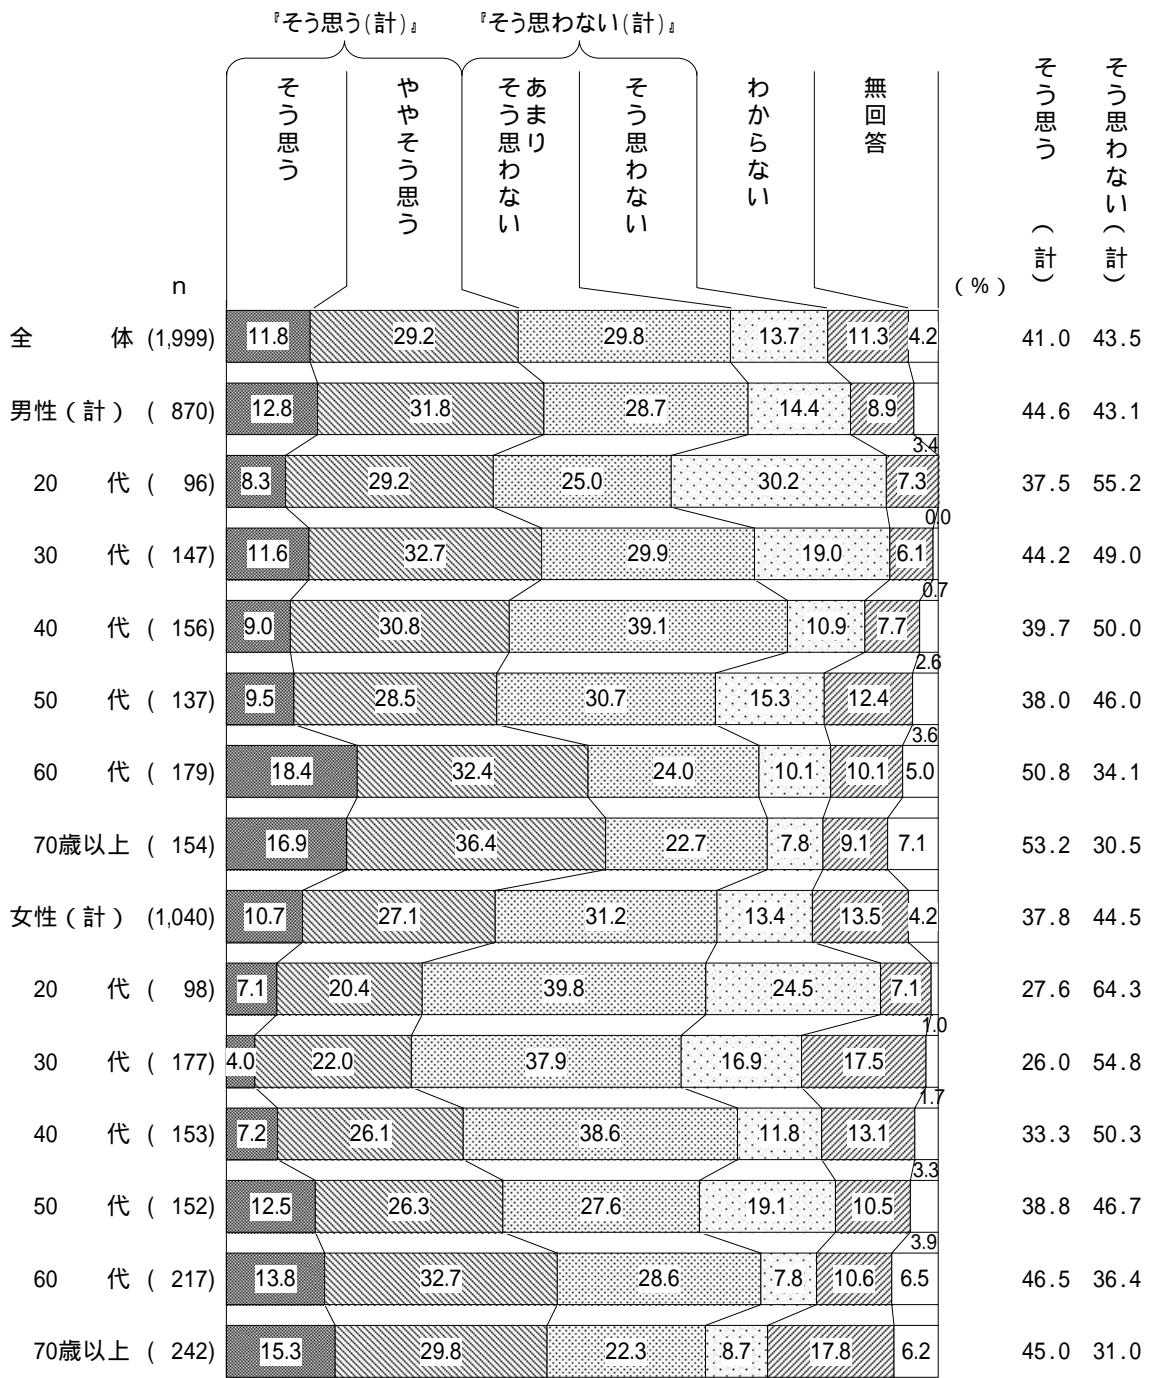 『そう思う(計)』 『そう思わない(計)』
そう思う
ややそう思う
あまり
そう思わない
そう思わない
わからない
無回答
そう思う(計)
そう思わない(計)
n (%)
全 体 (1,999) 11.8 29.2 29.8 13.7 11.3 4.2 41.0 43.5
男性(計) ( 870) 12.8 31.8 28.7 14.4 8.9 3.4 44.6 43.1
20 代 ( 96) 8.3 29.2 25.0 30.2 7.3 0.0 37.5 55.2
30 代 ( 147) 11.6 32.7 29.9 19.0 6.1 0.7 44.2 49.0
40 代 ( 156) 9.0 30.8 39.1 10.9 7.7 2.6 39.7 50.0
50 代 ( 137) 9.5 28.5 30.7 15.3 12.4 3.6 38.0 46.0
60 代 ( 179) 18.4 32.4 24.0 10.1 10.1 5.0 50.8 34.1
70歳以上 ( 154) 16.9 36.4 22.7 7.8 9.1 7.1 53.2 30.5
女性(計) (1,040) 10.7 27.1 31.2 13.4 13.5 4.2 37.8 44.5
20 代 ( 98) 7.1 20.4 39.8 24.5 7.1 1.0 27.6 64.3
30 代 ( 177) 4.0 22.0 37.9 16.9 17.5 1.7 26.0 54.8
40 代 ( 153) 7.2 26.1 38.6 11.8 13.1 3.3 33.3 50.3
50 代 ( 152) 12.5 26.3 27.6 19.1 10.5 3.9 38.8 46.7
60 代 ( 217) 13.8 32.7 28.6 7.8 10.6 6.5 46.5 36.4
70歳以上 ( 242) 15.3 29.8 22.3 8.7 17.8 6.2 45.0 31.0